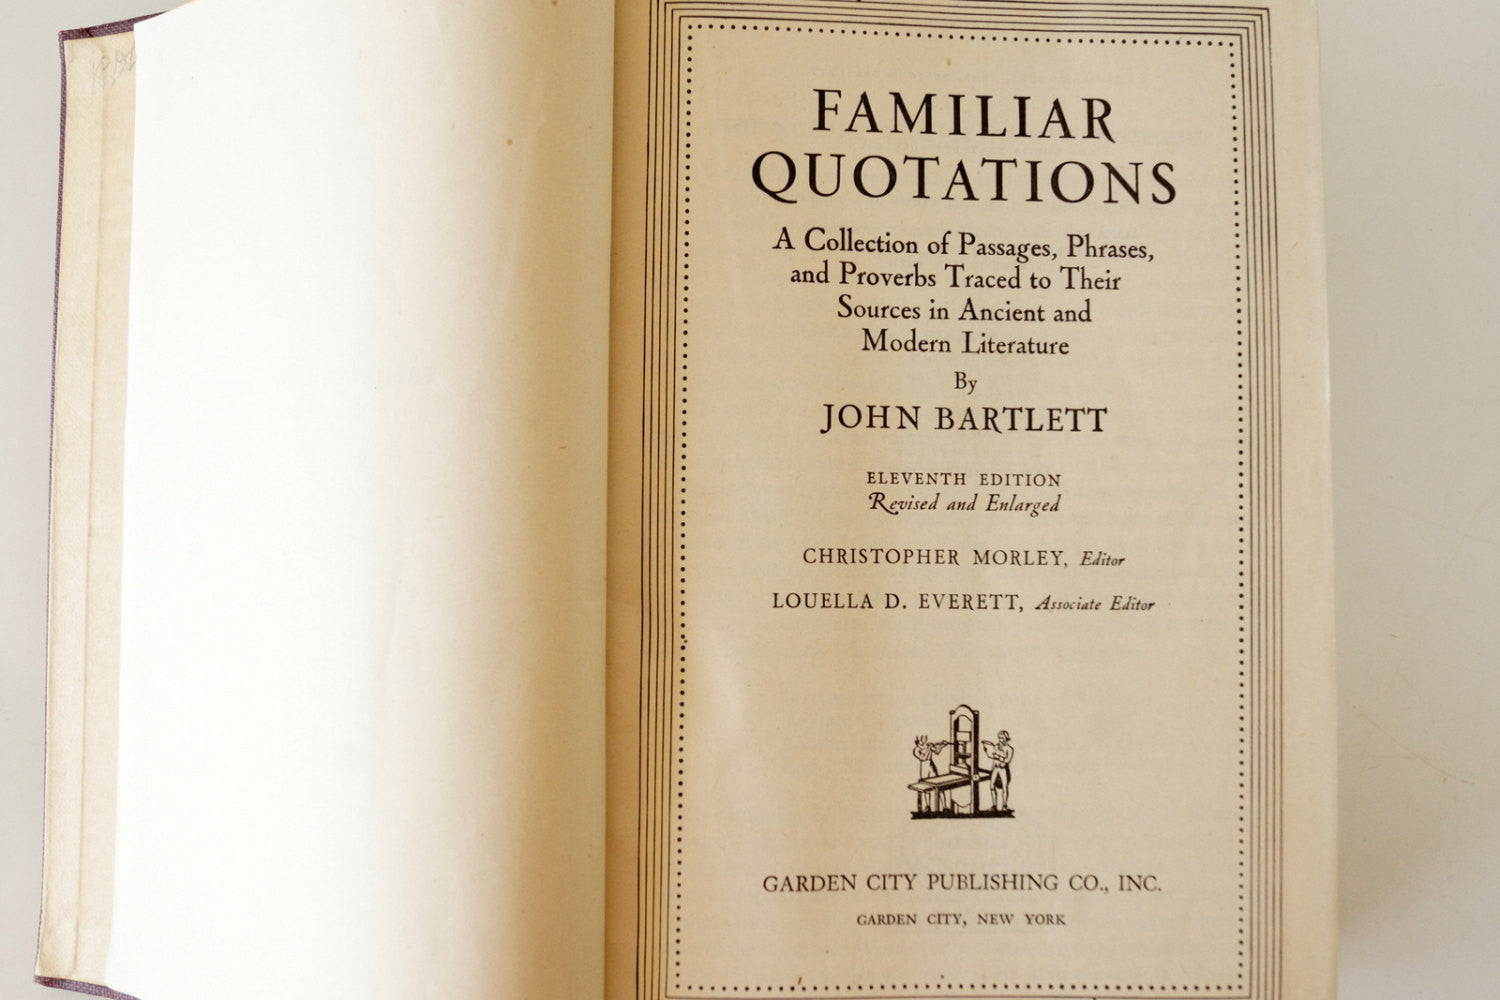 FAMILIAR
QUOTATIONS
A Collection of Passages, Phrases,
and Proverbs Traced to Their
Sources in Ancient and
Modern Literature
By
JOHN BARTLETT
ELEVENTH EDITION
Revised and Enlarged
CHRISTOPHER MORLEY, Editor
LOUELLA D. EVERETT, Associate Editor
GARDEN CITY PUBLISHING CO., INC.
GARDEN CITY, NEW YORK